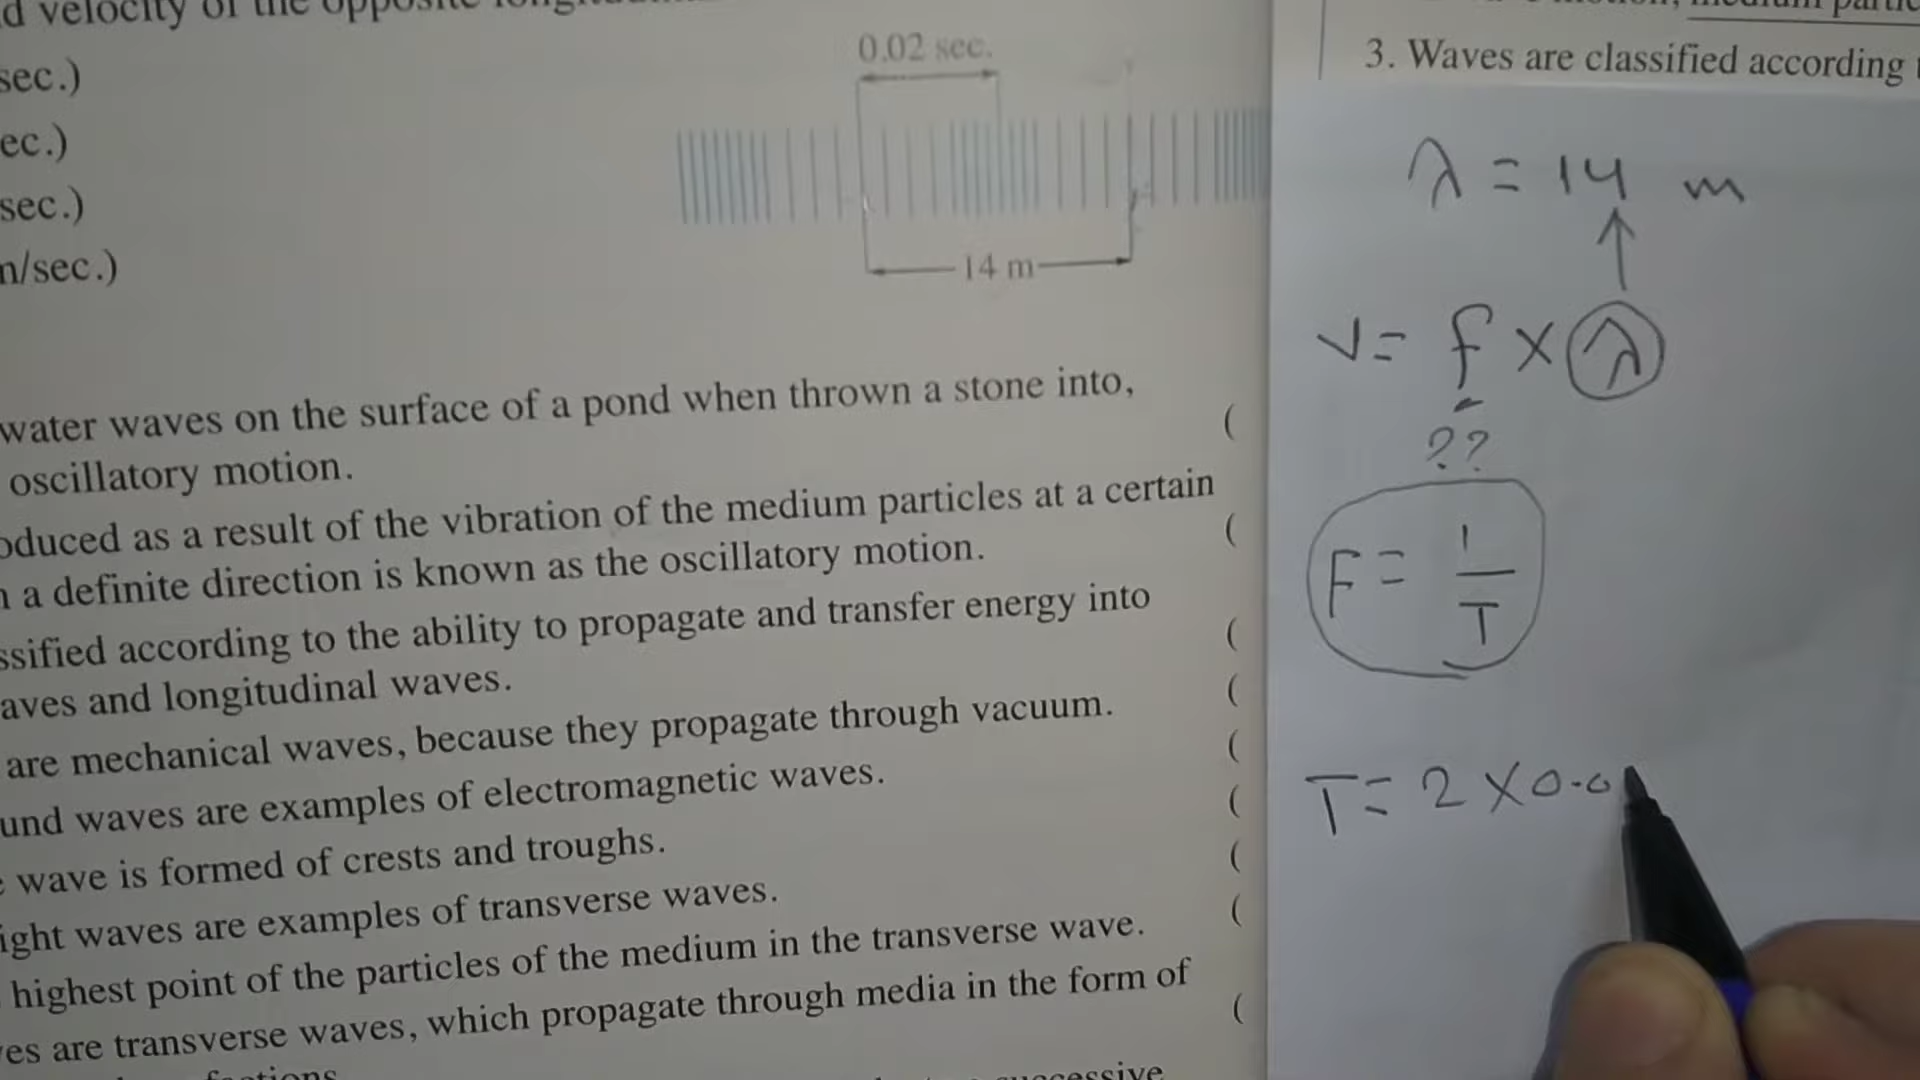 velocity of the opposite
sec.)
ec.)
sec.)
n/sec.)
0.02 sec.
14 m
water waves on the surface of a pond when thrown a stone into,
(
oscillatory motion.
oduced as a result of the vibration of the medium particles at a certain
(
a definite direction is known as the oscillatory motion.
ssified according to the ability to propagate and transfer energy into
(
aves and longitudinal waves.
(
are mechanical waves, because they propagate through vacuum.
(
und waves are examples of electromagnetic waves.
(
wave is formed of crests and troughs.
(
ight waves are examples of transverse waves.
(
highest point of the particles of the medium in the transverse wave.
es are transverse waves, which propagate through media in the form of
(
successive
3. Waves are classified according
λ = 14 m
v = f × λ
??
F = 1/T
T = 2 × 0.0